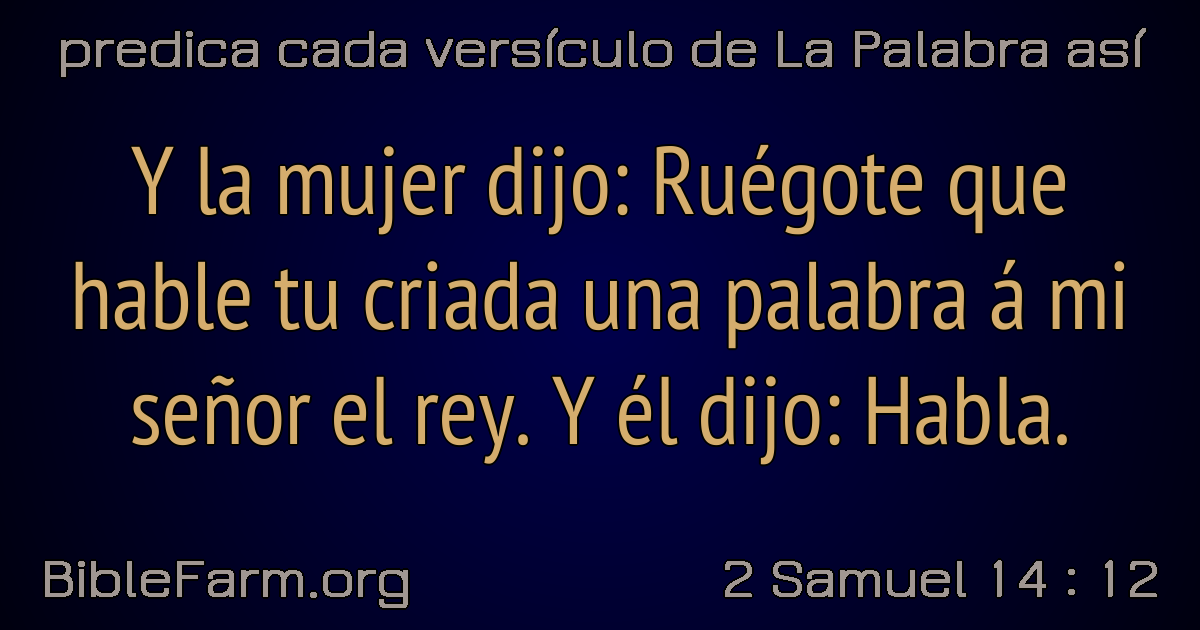 predica cada versículo de La Palabra así
Y la mujer dijo: Ruégote que
hable tu criada una palabra á mi
señor el rey. Y él dijo: Habla.
BibleFarm.org
2 Samuel 14 : 12